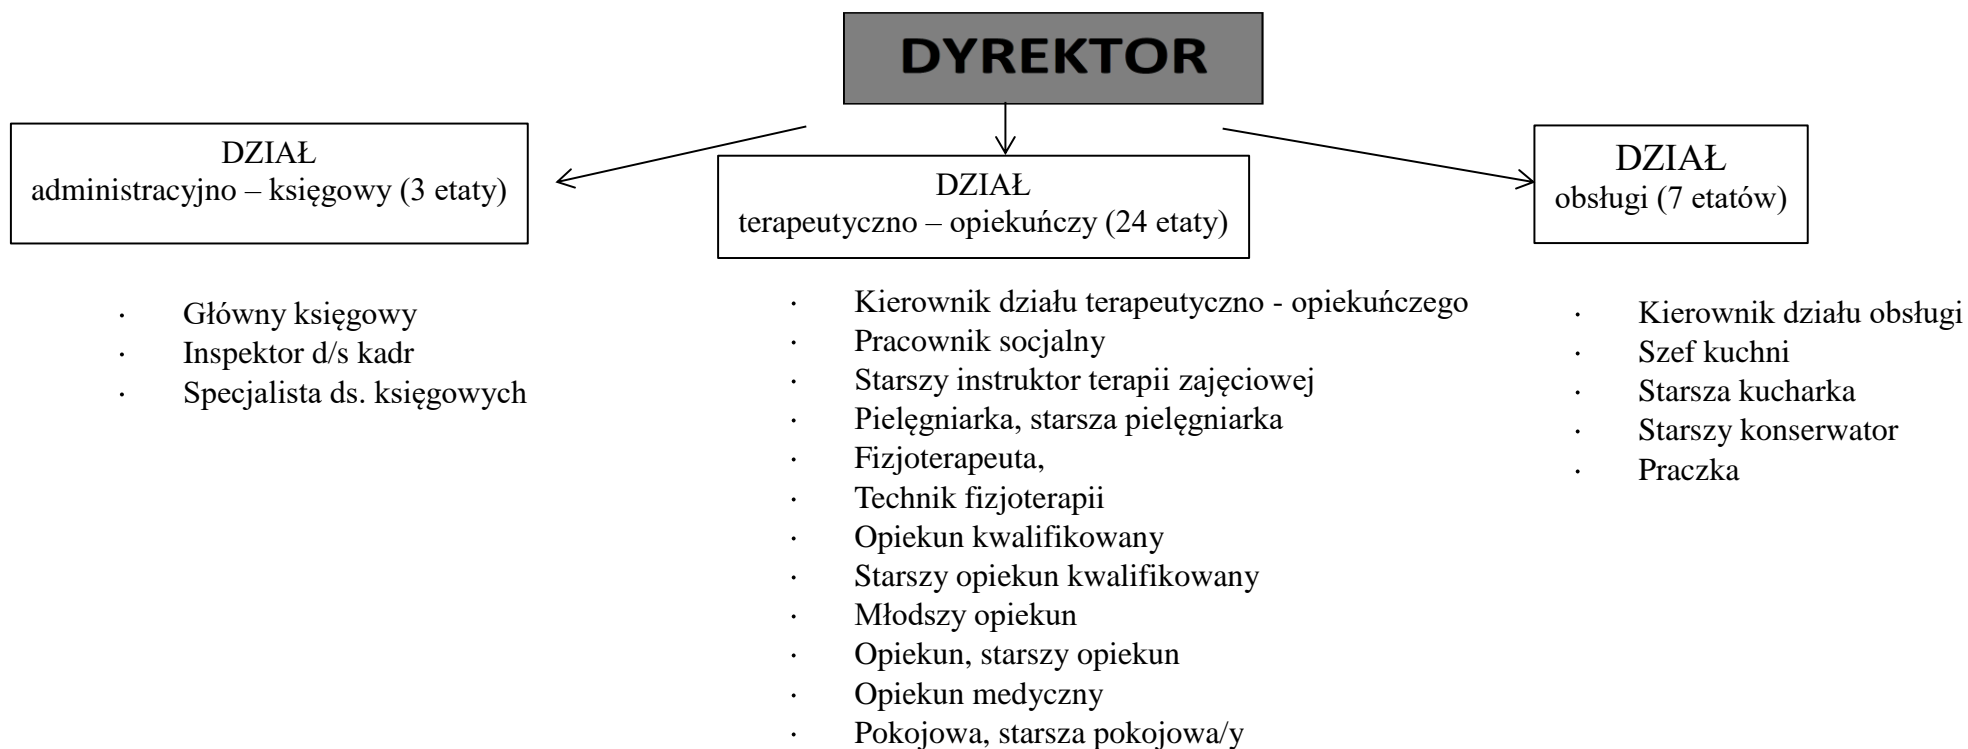 DYREKTOR
DZIAŁ
administracyjno – księgowy (3 etaty)
DZIAŁ
terapeutyczno – opiekuńczy (24 etaty)
DZIAŁ
obsługi (7 etatów)
· Główny księgowy
· Inspektor d/s kadr
· Specjalista ds. księgowych
· Kierownik działu terapeutyczno - opiekuńczego
· Pracownik socjalny
· Starszy instruktor terapii zajęciowej
· Pielęgniarka, starsza pielęgniarka
· Fizjoterapeuta,
· Technik fizjoterapii
· Opiekun kwalifikowany
· Starszy opiekun kwalifikowany
· Młodszy opiekun
· Opiekun, starszy opiekun
· Opiekun medyczny
· Pokojowa, starsza pokojowa/y
· Kierownik działu obsługi
· Szef kuchni
· Starsza kucharka
· Starszy konserwator
· Praczka